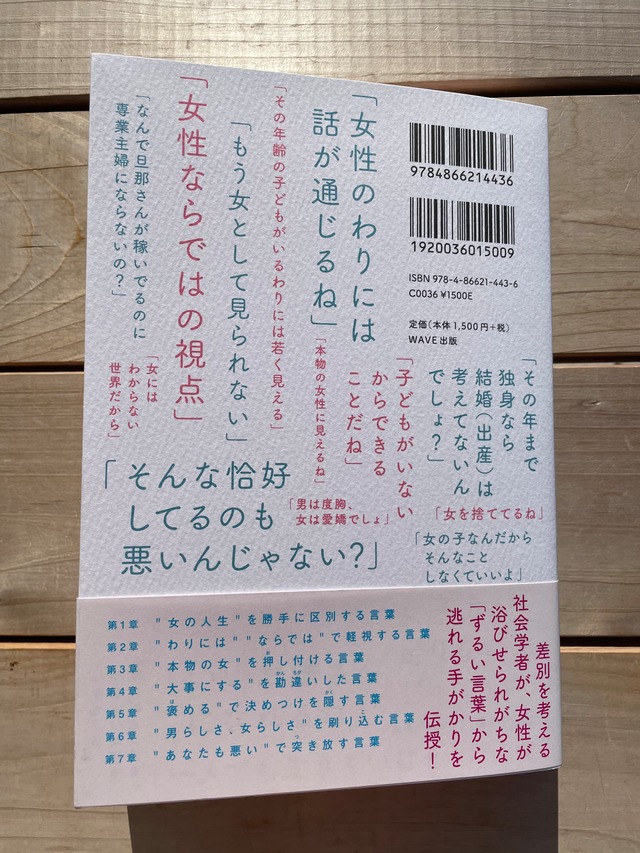 9784866214436
1920036015009
ISBN 978-4-86621-443-6
C0036 ¥1500E
定価(本体1,500円+税)
WAVE出版
「女性のわりには
話が通じるね」
「その年齢の子どもがいるわりには若く見える」
「もう女として見られない」
「女性ならではの視点」
「なんで旦那さんが稼いでるのに
専業主婦にならないの?」
「その年まで
独身なら
結婚(出産)は
考えてないん
でしょ?」
「子どもがいない
からできる
ことだね」
「本物の女性に見えるね」
「女には
わからない
世界だから」
「そんな恰好
してるのも
悪いんじゃない?」
「男は度胸、
女は愛嬌でしょ」
「女を捨ててるね」
「女の子なんだから
そんなこと
しなくていいよ」
差別を考える
社会学者が、女性が
浴びせられがちな
「ずるい言葉」から
逃れる手がかりを
伝授!
第1章 "女の人生"を勝手に区別する言葉
第2章 "わりには""ならでは"で軽視する言葉
第3章 "本物の女"を押し付ける言葉
第4章 "大事にする"を勘違いした言葉
第5章 "褒める"で決めつけを隠す言葉
第6章 "男らしさ、女らしさ"を刷り込む言葉
第7章 "あなたも悪い"で突き放す言葉